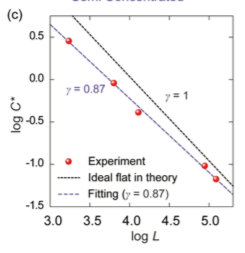 (c)
0.5
0.0
-0.5
-1.0
-1.5
log C*
γ = 0.87
γ = 1
Experiment
Ideal flat in theory
Fitting (γ = 0.87)
3.0 3.5 4.0 4.5 5.0
log L